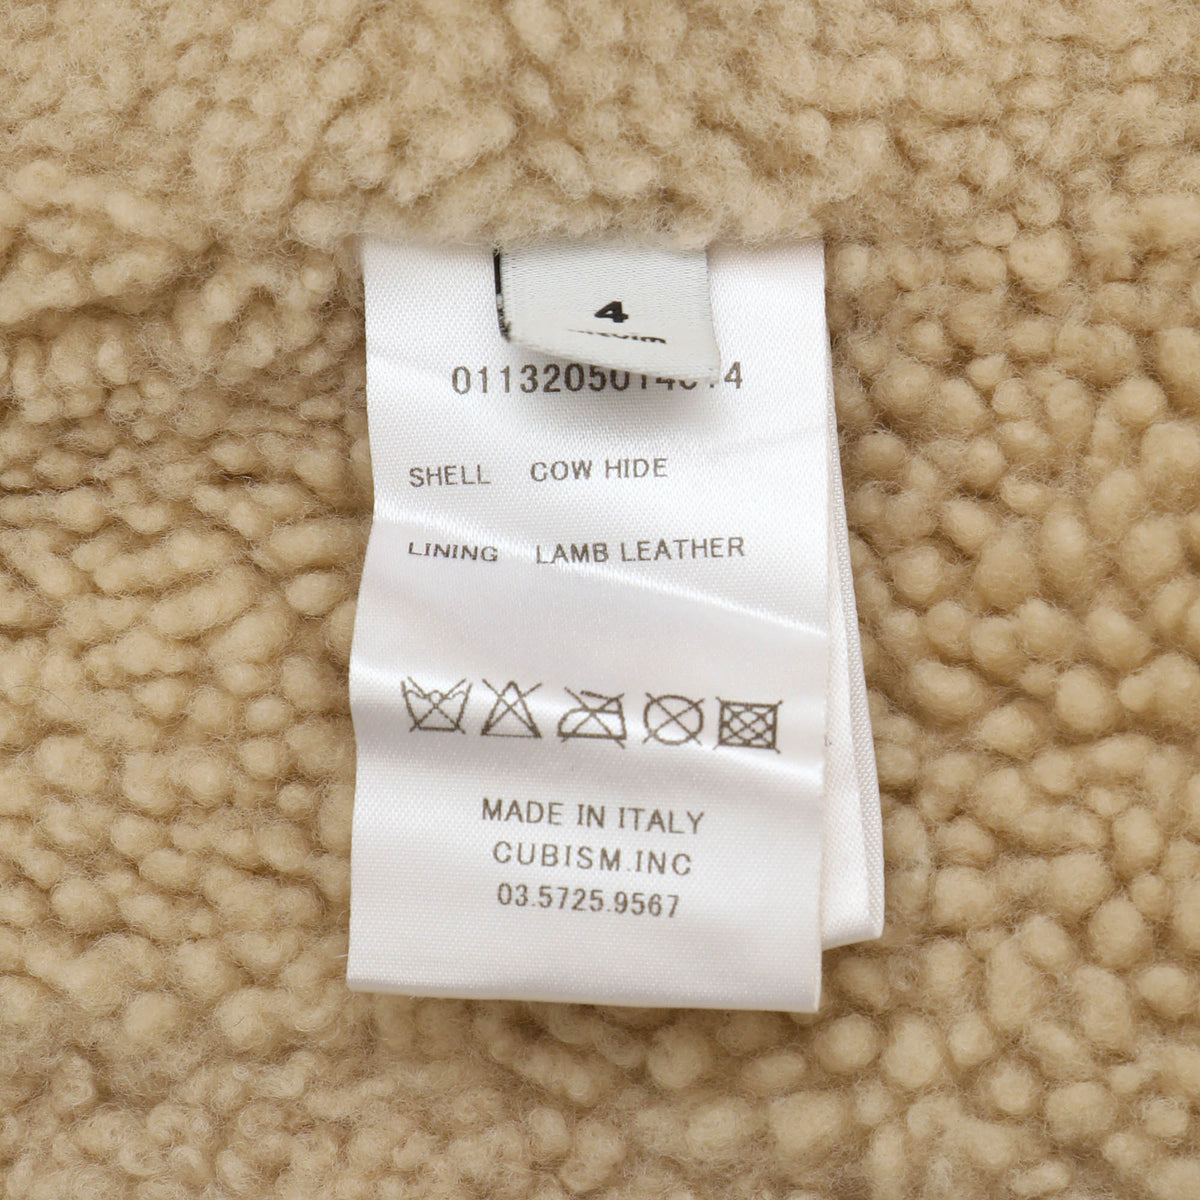 4
SHELL COW HIDE
LINING LAMB LEATHER
MADE IN ITALY
CUBISM.INC
03.5725.9567